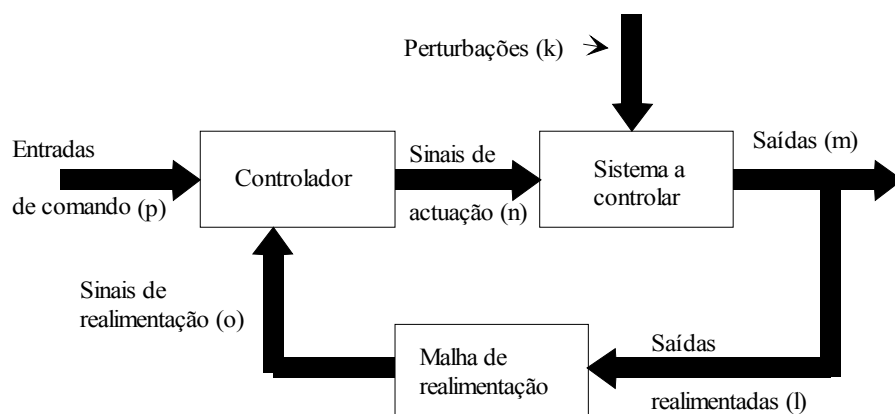 Perturbações (k)
Entradas
de comando (p)
Controlador
Sinais de
actuação (n)
Sistema a
controlar
Saídas (m)
Sinais de
realimentação (o)
Malha de
realimentação
Saídas
realimentadas (l)